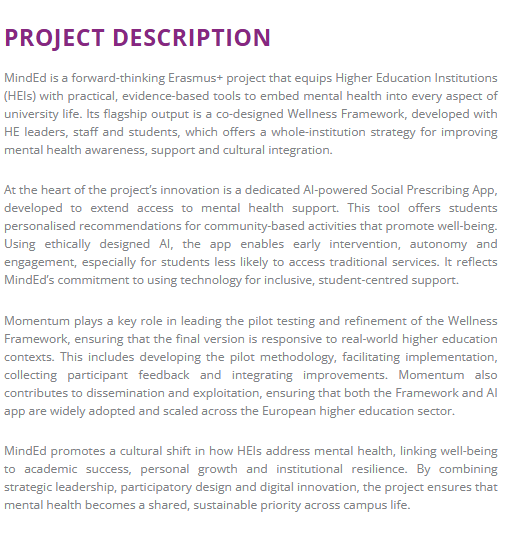 PROJECT DESCRIPTION
MindEd is a forward-thinking Erasmus+ project that equips Higher Education Institutions
(HEIs) with practical, evidence-based tools to embed mental health into every aspect of
university life. Its flagship output is a co-designed Wellness Framework, developed with
HE leaders, staff and students, which offers a whole-institution strategy for improving
mental health awareness, support and cultural integration.
At the heart of the project’s innovation is a dedicated AI-powered Social Prescribing App,
developed to extend access to mental health support. This tool offers students
personalised recommendations for community-based activities that promote well-being.
Using ethically designed AI, the app enables early intervention, autonomy and
engagement, especially for students less likely to access traditional services. It reflects
MindEd’s commitment to using technology for inclusive, student-centred support.
Momentum plays a key role in leading the pilot testing and refinement of the Wellness
Framework, ensuring that the final version is responsive to real-world higher education
contexts. This includes developing the pilot methodology, facilitating implementation,
collecting participant feedback and integrating improvements. Momentum also
contributes to dissemination and exploitation, ensuring that both the Framework and AI
app are widely adopted and scaled across the European higher education sector.
MindEd promotes a cultural shift in how HEIs address mental health, linking well-being
to academic success, personal growth and institutional resilience. By combining
strategic leadership, participatory design and digital innovation, the project ensures that
mental health becomes a shared, sustainable priority across campus life.